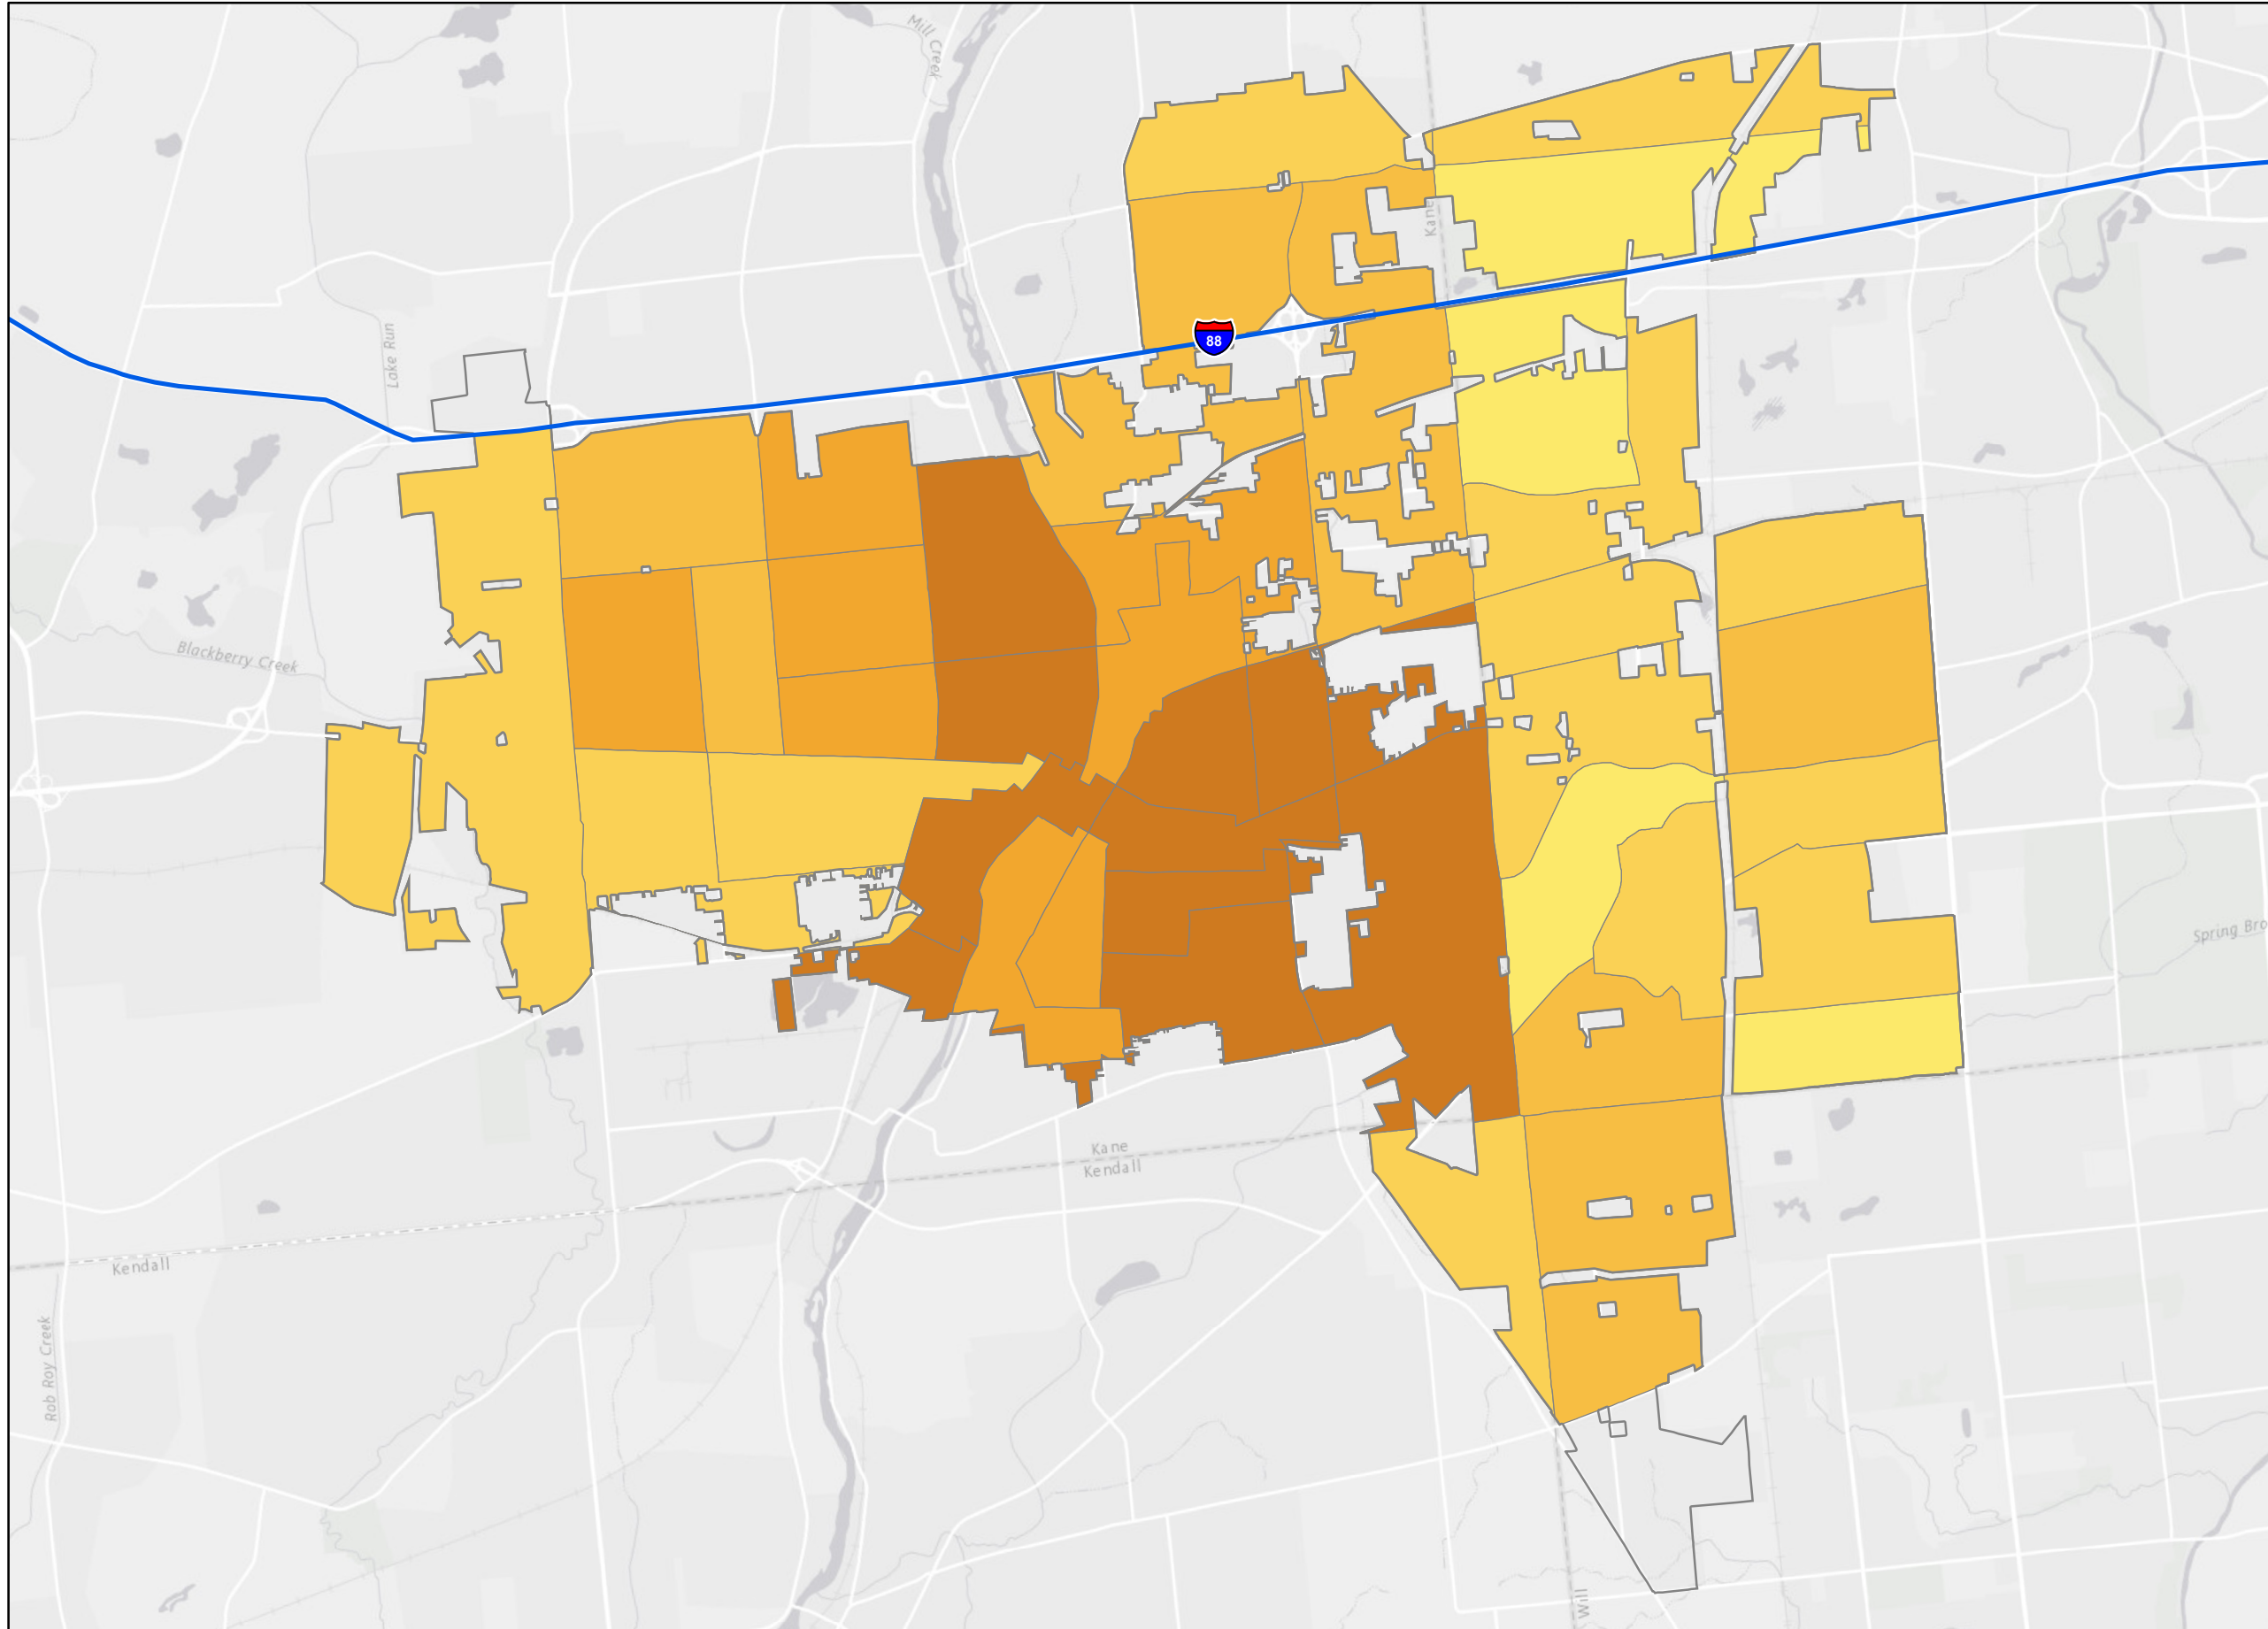 Mill Creek
Kane
88
Lake Run
Blackberry Creek
Spring Bro
Kane
Kendall
Kendall
Rob Roy Creek
Will